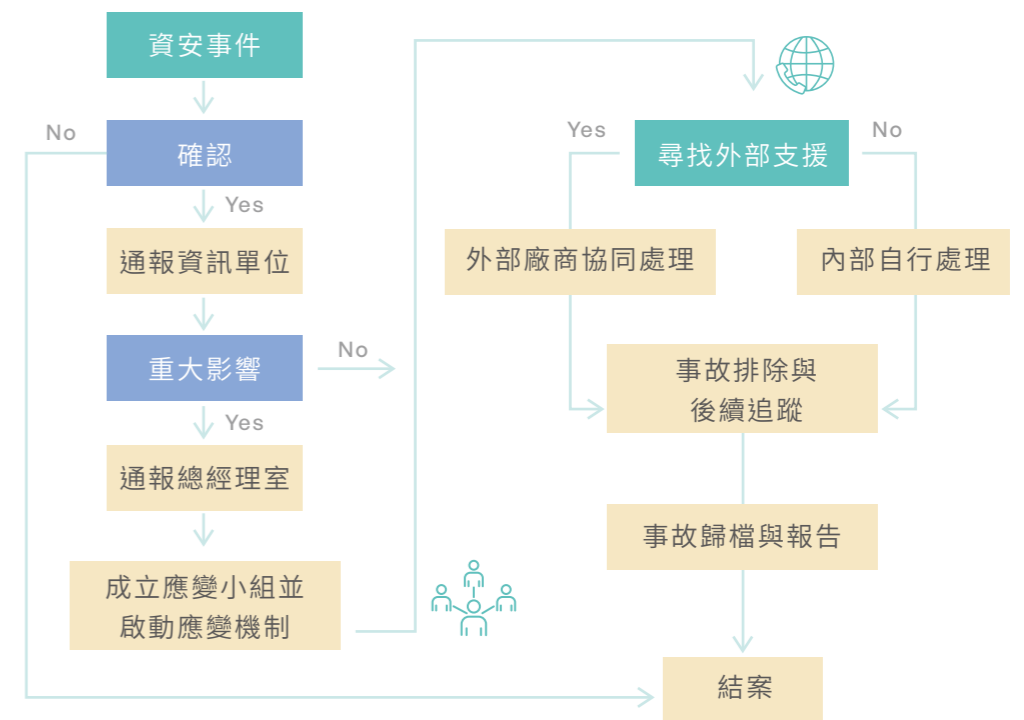 資安事件
No
確認
Yes
通報資訊單位
重大影響
No
Yes
通報總經理室
成立應變小組並
啟動應變機制
Yes
尋找外部支援
No
外部廠商協同處理
內部自行處理
事故排除與
後續追蹤
事故歸檔與報告
結案